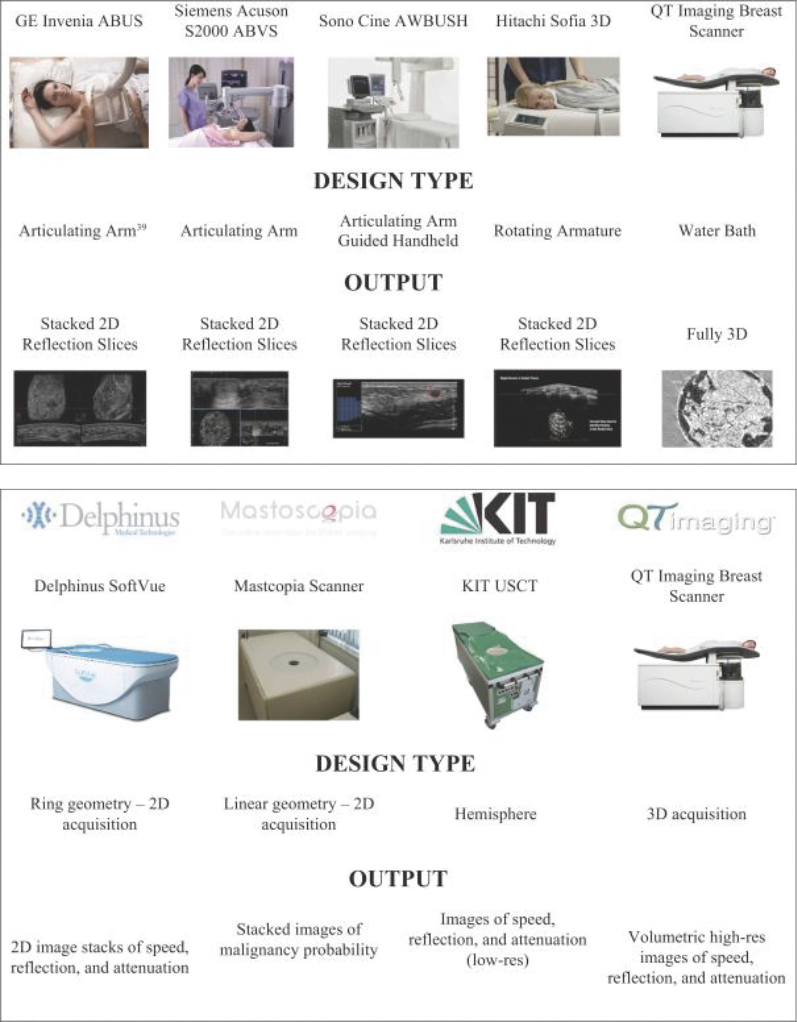 GE Invenia ABUS
Siemens Acuson
S2000 ABVS
Sono Cine AWBUSH
Hitachi Sofia 3D
QT Imaging Breast
Scanner
DESIGN TYPE
Articulating Arm39
Articulating Arm
Articulating Arm
Guided Handheld
Rotating Armature
Water Bath
OUTPUT
Stacked 2D
Reflection Slices
Stacked 2D
Reflection Slices
Stacked 2D
Reflection Slices
Stacked 2D
Reflection Slices
Fully 3D
Delphinus
Medical Technologies
Mastoscopia
KIT
Karlsruhe Institute of Technology
QTimaging
Delphinus SoftVue
Mastcopia Scanner
KIT USCT
QT Imaging Breast
Scanner
DESIGN TYPE
Ring geometry – 2D
acquisition
Linear geometry – 2D
acquisition
Hemisphere
3D acquisition
OUTPUT
2D image stacks of speed,
reflection, and attenuation
Stacked images of
malignancy probability
Images of speed,
reflection, and attenuation
(low-res)
Volumetric high-res
images of speed,
reflection, and attenuation